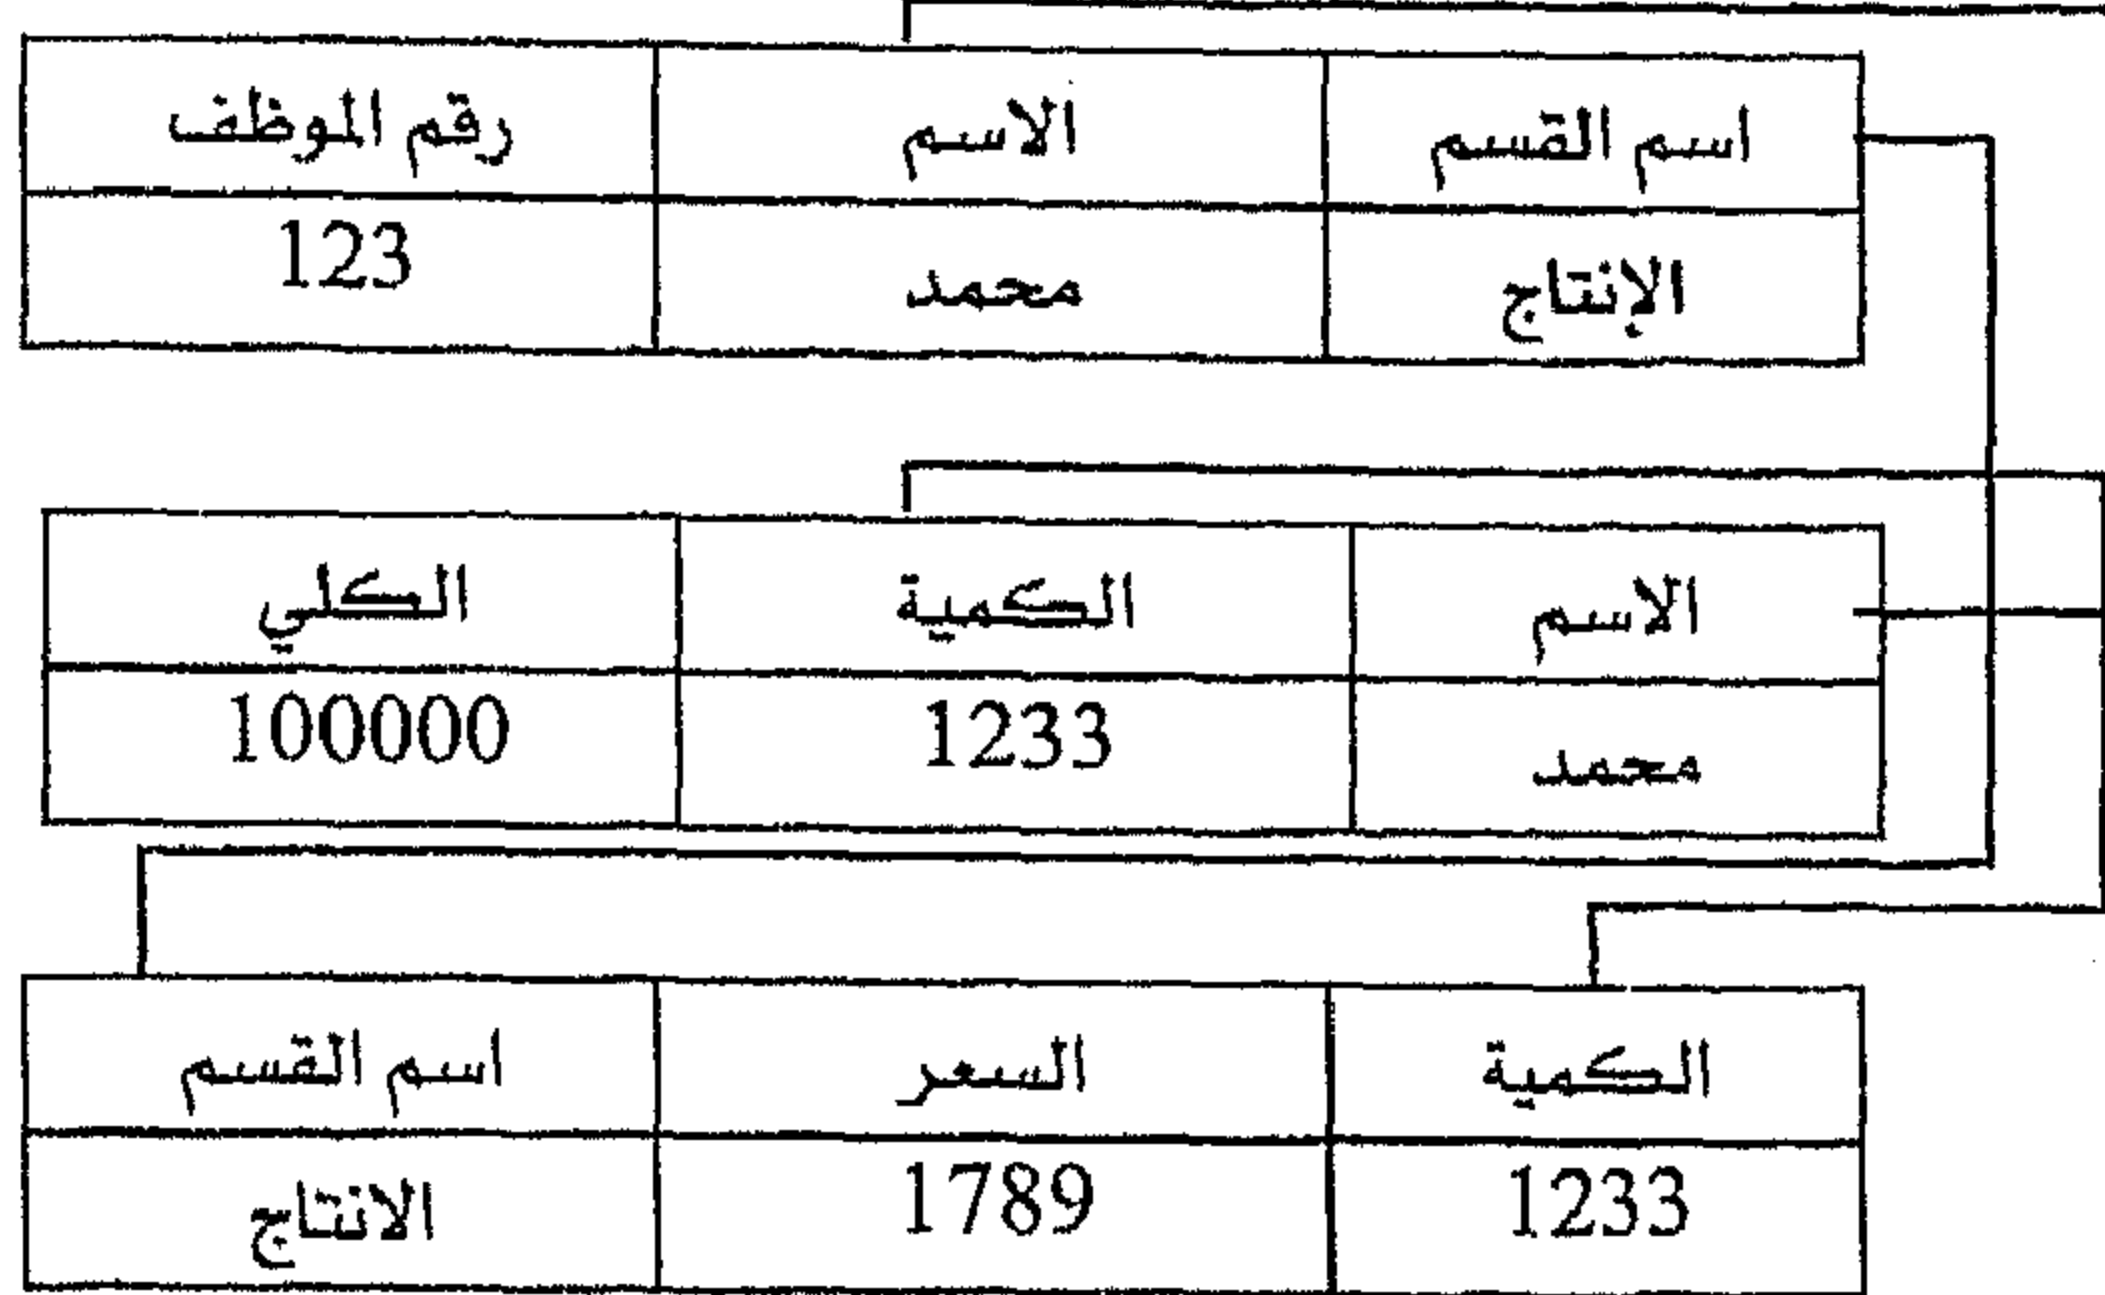 اسم القسم الاسم رقم الموظف
الإنتاج محمد 123
الاسم الكمية الكلي
محمد 1233 100000
الكمية السعر اسم القسم
1233 1789 الانتاج